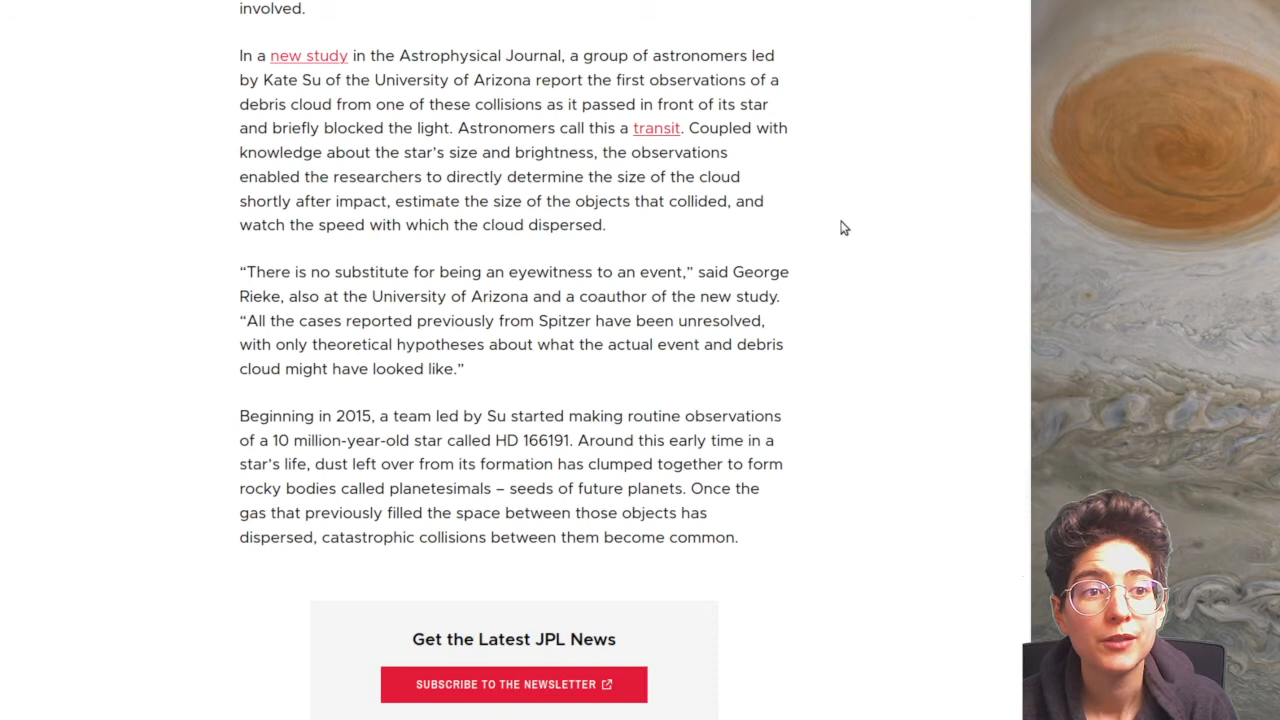 involved.
In a new study in the Astrophysical Journal, a group of astronomers led
by Kate Su of the University of Arizona report the first observations of a
debris cloud from one of these collisions as it passed in front of its star
and briefly blocked the light. Astronomers call this a transit. Coupled with
knowledge about the star’s size and brightness, the observations
enabled the researchers to directly determine the size of the cloud
shortly after impact, estimate the size of the objects that collided, and
watch the speed with which the cloud dispersed.
“There is no substitute for being an eyewitness to an event,” said George
Rieke, also at the University of Arizona and a coauthor of the new study.
“All the cases reported previously from Spitzer have been unresolved,
with only theoretical hypotheses about what the actual event and debris
cloud might have looked like.”
Beginning in 2015, a team led by Su started making routine observations
of a 10 million-year-old star called HD 166191. Around this early time in a
star’s life, dust left over from its formation has clumped together to form
rocky bodies called planetesimals – seeds of future planets. Once the
gas that previously filled the space between those objects has
dispersed, catastrophic collisions between them become common.
Get the Latest JPL News
SUBSCRIBE TO THE NEWSLETTER